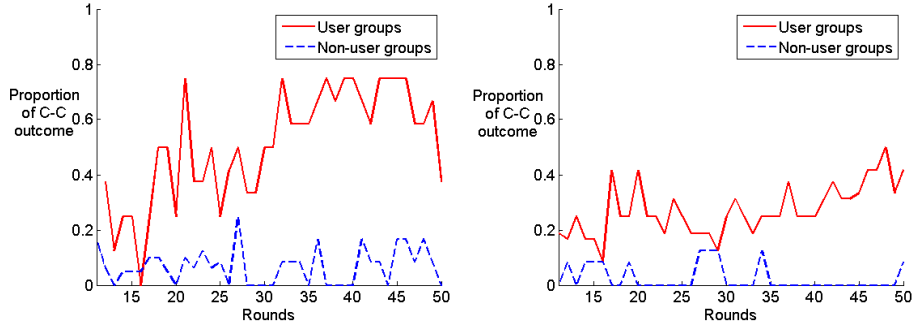 1
0.8
0.6
0.4
0.2
0
Proportion
of C-C
outcome
User groups
Non-user groups
15 20 25 30 35 40 45 50
Rounds
1
0.8
0.6
0.4
0.2
0
Proportion
of C-C
outcome
User groups
Non-user groups
15 20 25 30 35 40 45 50
Rounds